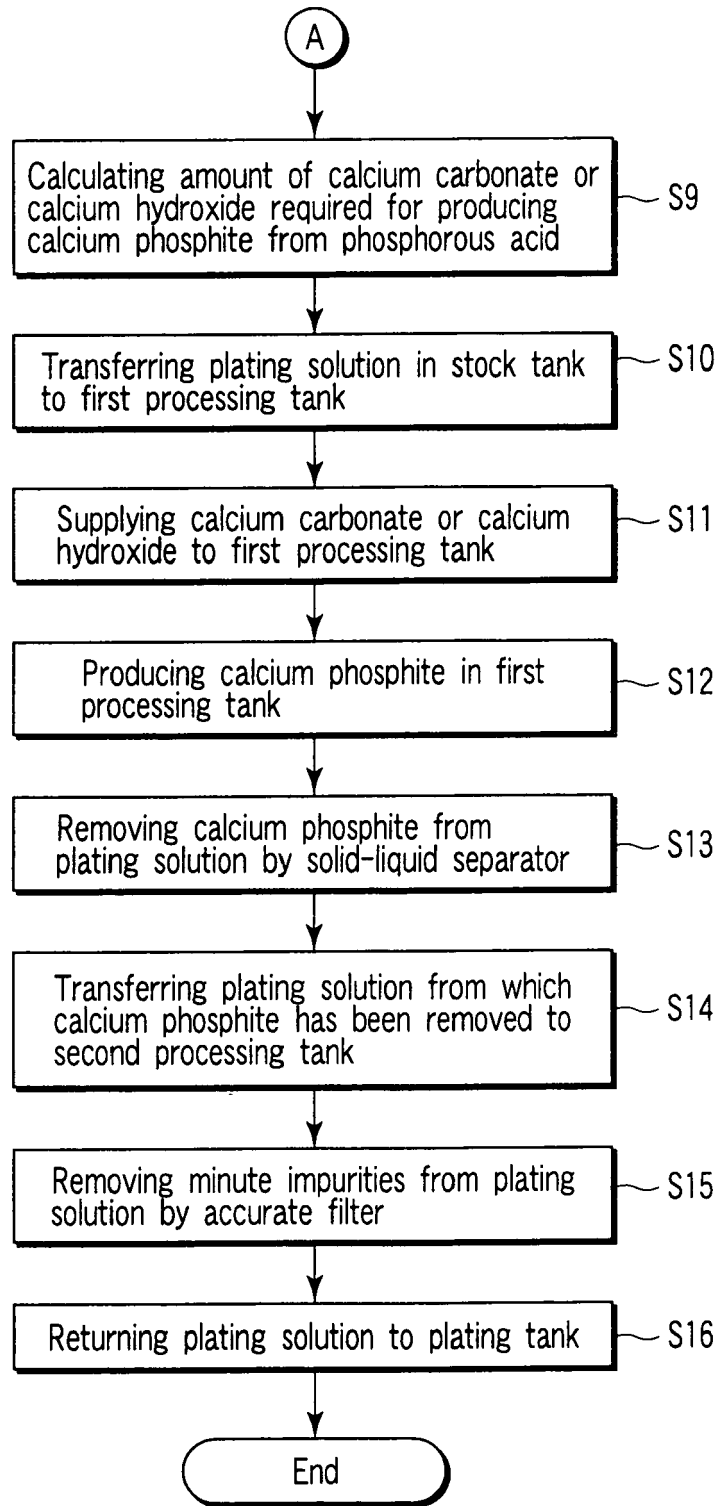 A
Calculating amount of calcium carbonate or
calcium hydroxide required for producing
calcium phosphite from phosphorous acid
S9
Transferring plating solution in stock tank
to first processing tank
S10
Supplying calcium carbonate or calcium
hydroxide to first processing tank
S11
Producing calcium phosphite in first
processing tank
S12
Removing calcium phosphite from
plating solution by solid-liquid separator
S13
Transferring plating solution from which
calcium phosphite has been removed to
second processing tank
S14
Removing minute impurities from plating
solution by accurate filter
S15
Returning plating solution to plating tank
S16
End